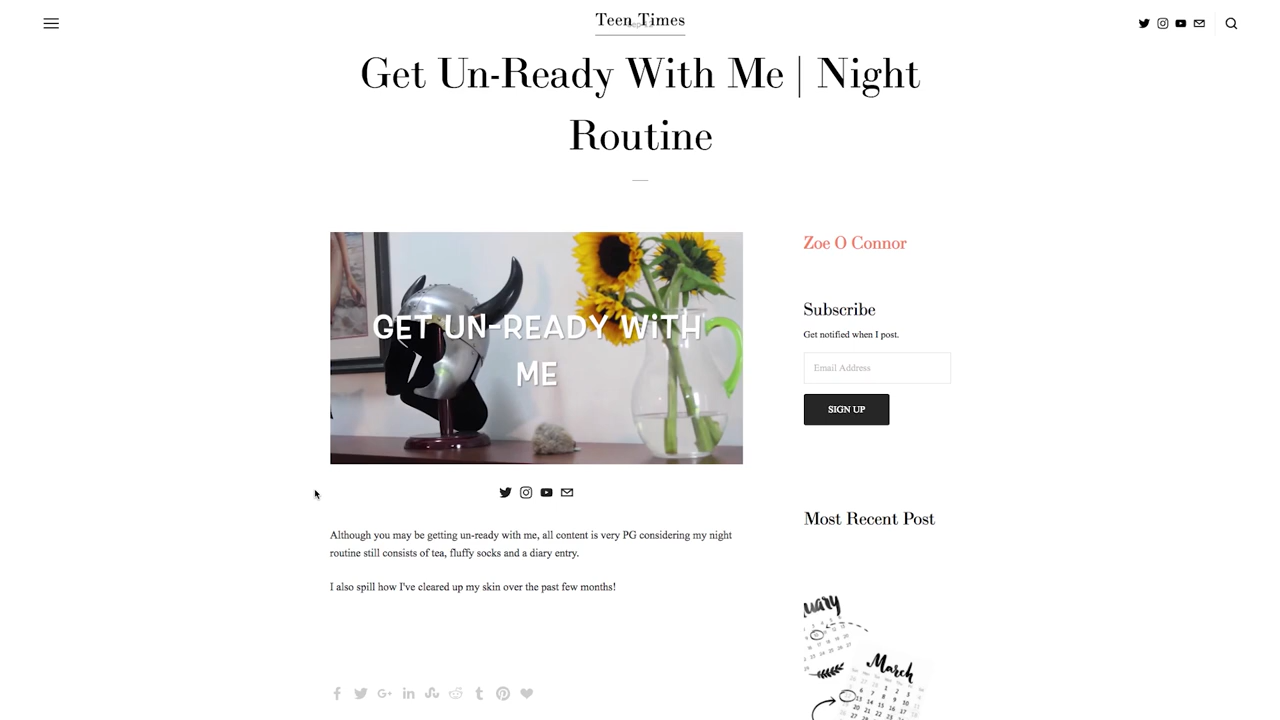 Teen Times
Get Un-Ready With Me | Night
Routine
GET UN-READY WiTH
ME
Zoe O Connor
Subscribe
Get notified when I post.
Email Address
SIGN UP
Although you may be getting un-ready with me, all content is very PG considering my night
routine still consists of tea, fluffy socks and a diary entry.
I also spill how I've cleared up my skin over the past few months!
Most Recent Post
March